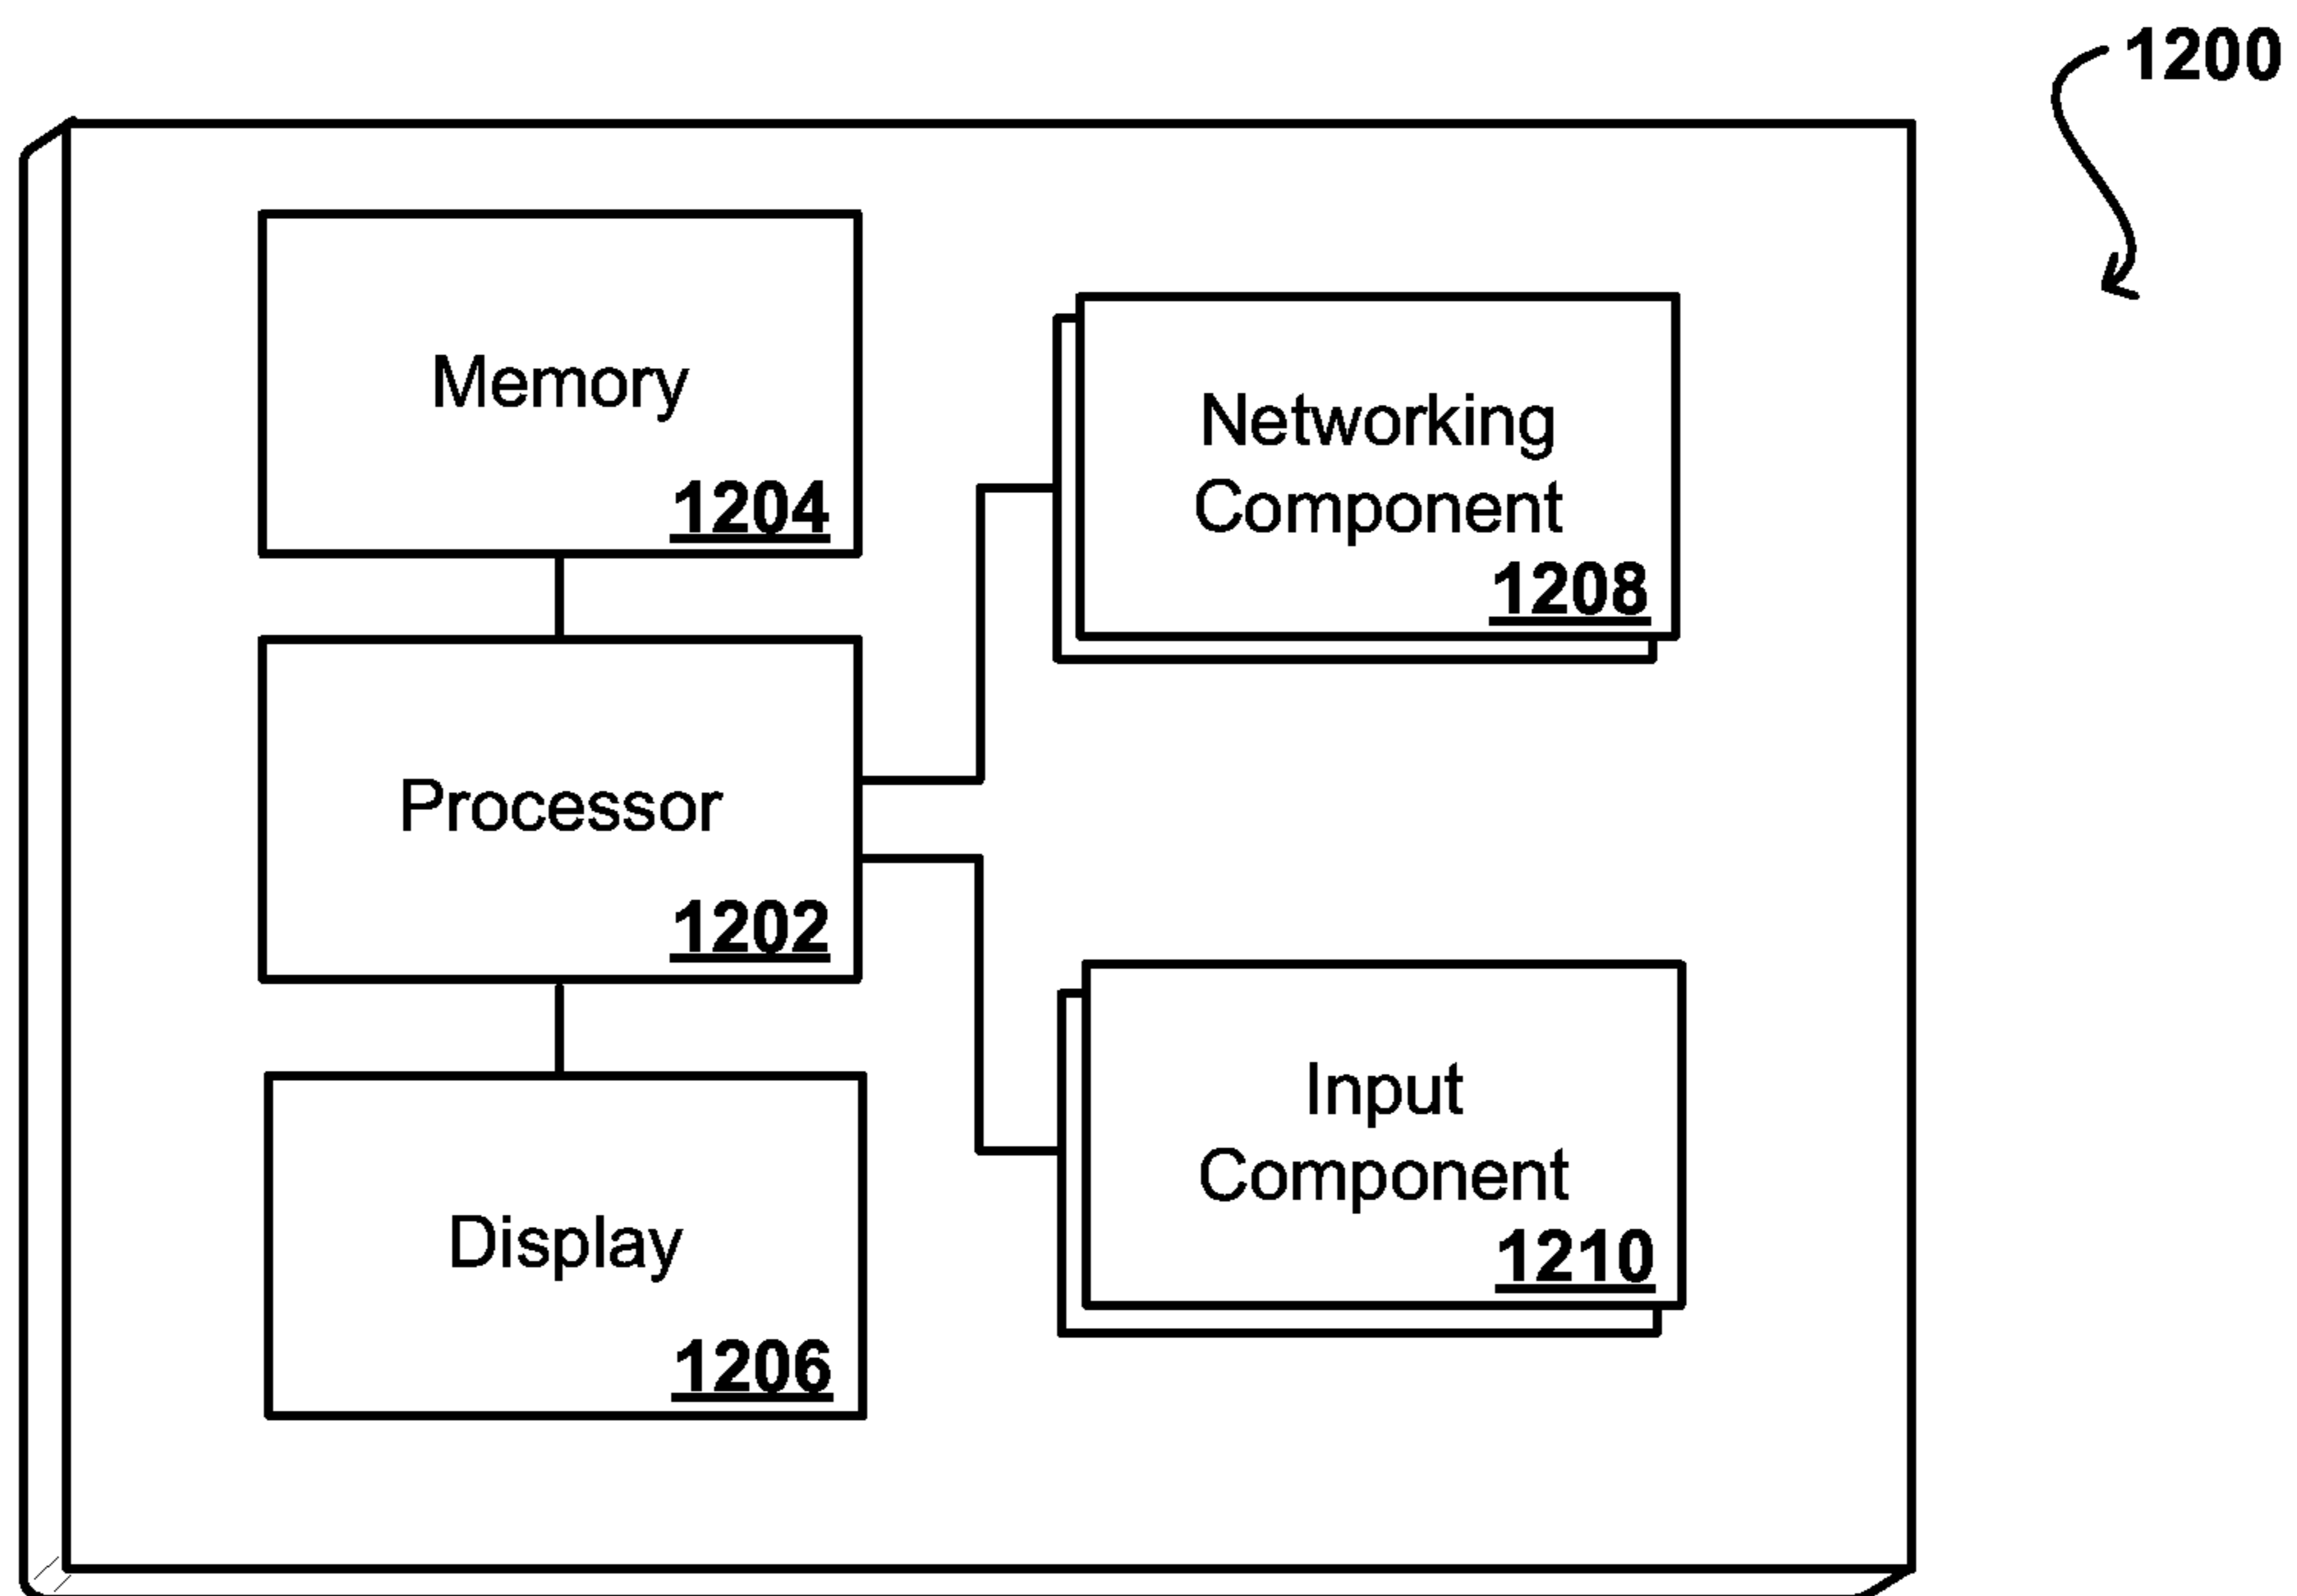 1200
Memory
1204
Networking
Component
1208
Processor
1202
Input
Component
1210
Display
1206